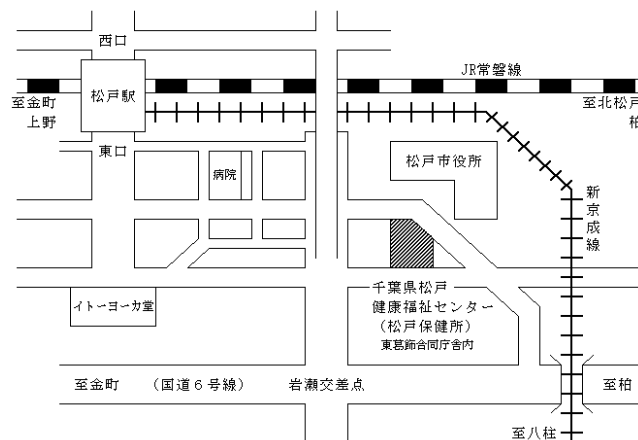 西口
JR常磐線
松戸駅
至金町
上野
至北松戸
柏
東口
病院
松戸市役所
新京成線
千葉県松戸
健康福祉センター
（松戸保健所）
東葛飾合同庁舎内
イトーヨーカ堂
至金町
（国道６号線）
岩瀬交差点
至柏
至八柱